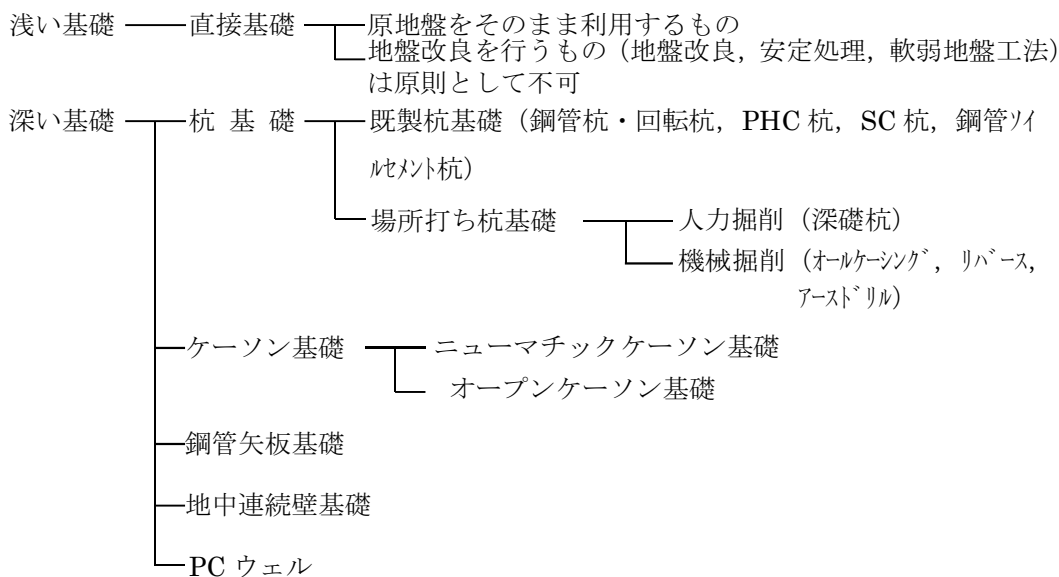 浅い基礎 直接基礎 原地盤をそのまま利用するもの
地盤改良を行うもの（地盤改良，安定処理，軟弱地盤工法）
は原則として不可
深い基礎 杭基礎 既製杭基礎（鋼管杭・回転杭，PHC杭，SC杭，鋼管ｿｲ
ﾙｾﾒﾝﾄ杭）
場所打ち杭基礎 人力掘削（深礎杭）
機械掘削（ｵｰﾙｹｰｼﾝｸﾞ，ﾘﾊﾞｰｽ，
ｱｰｽﾄﾞﾘﾙ）
ケーソン基礎 ニューマチックケーソン基礎
オープンケーソン基礎
鋼管矢板基礎
地中連続壁基礎
PCウェル